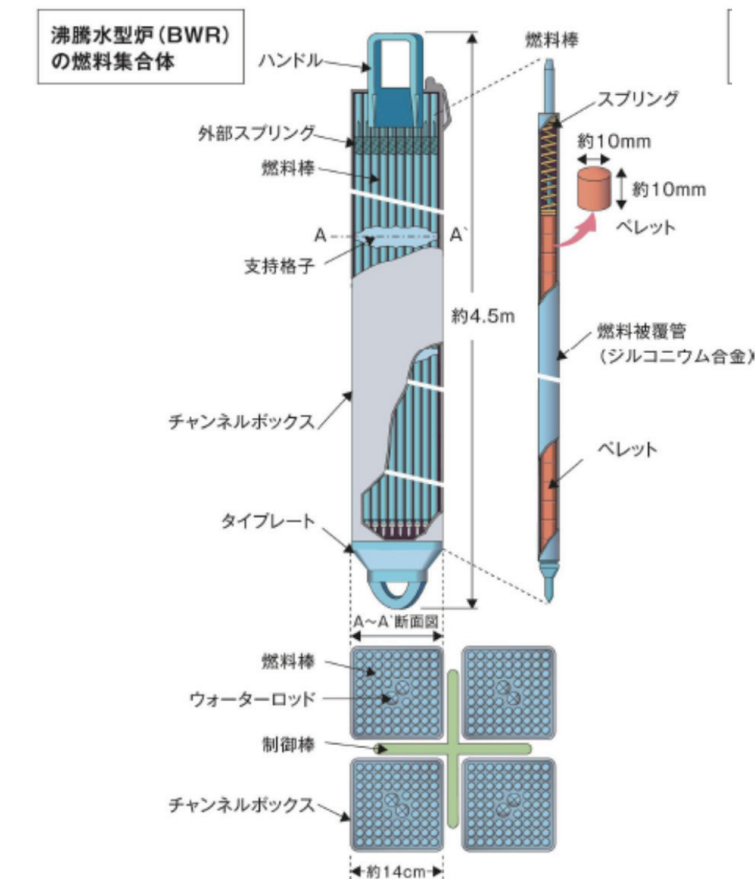 沸騰水型炉(BWR)
の燃料集合体
ハンドル
外部スプリング
燃料棒
A
A`
支持格子
約4.5m
チャンネルボックス
タイプレート
燃料棒
スプリング
約10mm
約10mm
ペレット
燃料被覆管
(ジルコニウム合金)
ペレット
A~A`断面図
燃料棒
ウォーターロッド
制御棒
チャンネルボックス
約14cm